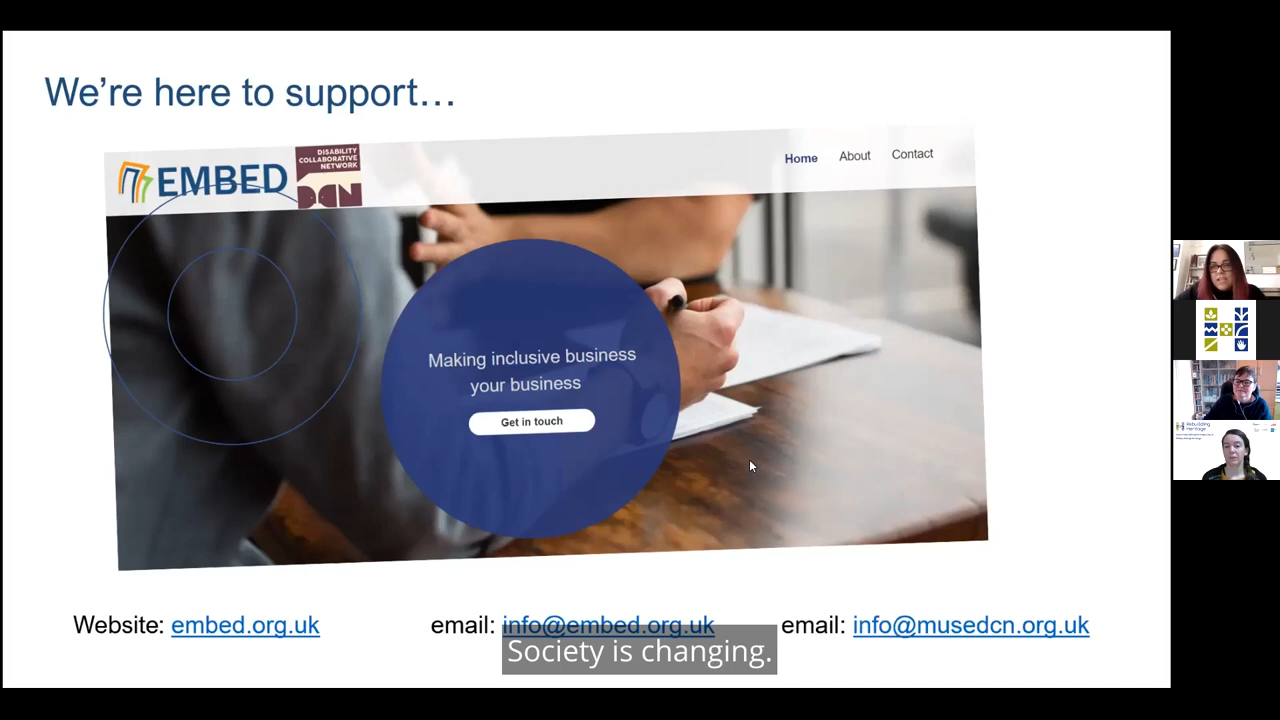 We're here to support…
EMBED
DISABILITY
COLLABORATIVE
NETWORK
DCN
Home About Contact
Making inclusive business
your business
Get in touch
Rebuilding
Heritage
Website: embed.org.uk email: info@embed.org.uk email: info@musedcn.org.uk
Society is changing.